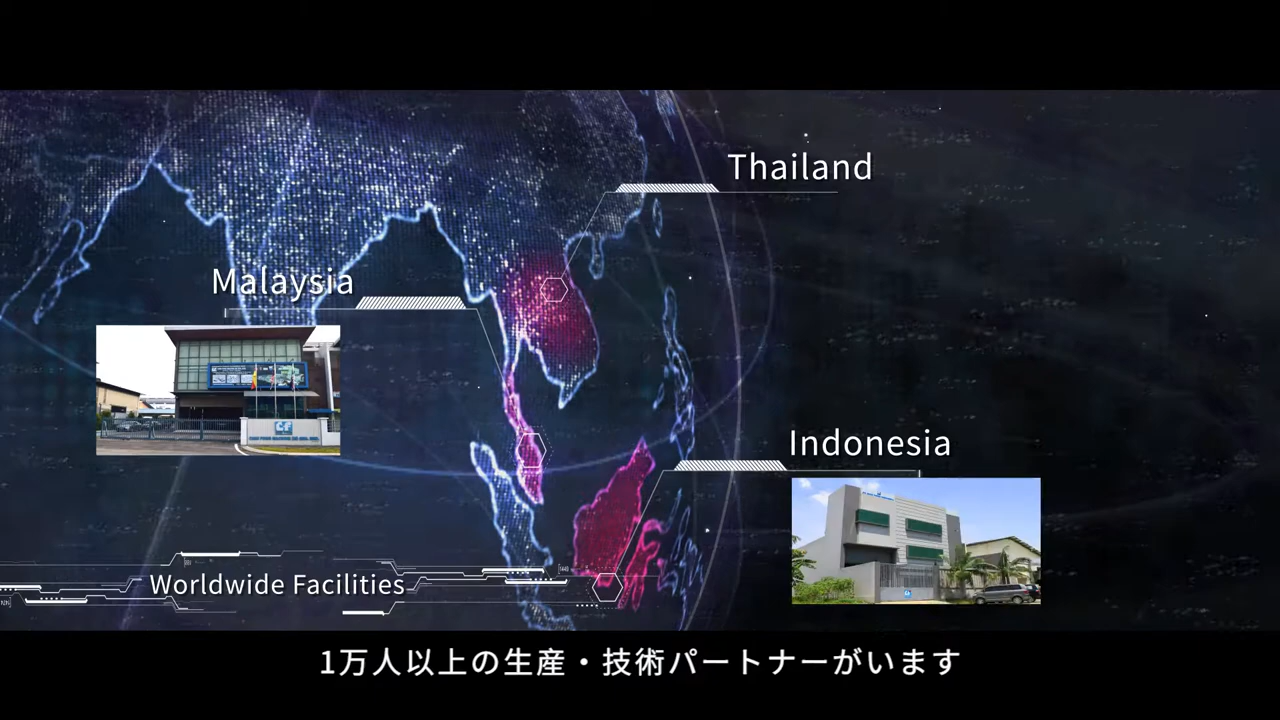 Thailand
Malaysia
Indonesia
Worldwide Facilities
1万人以上の生産・技術パートナーがいます